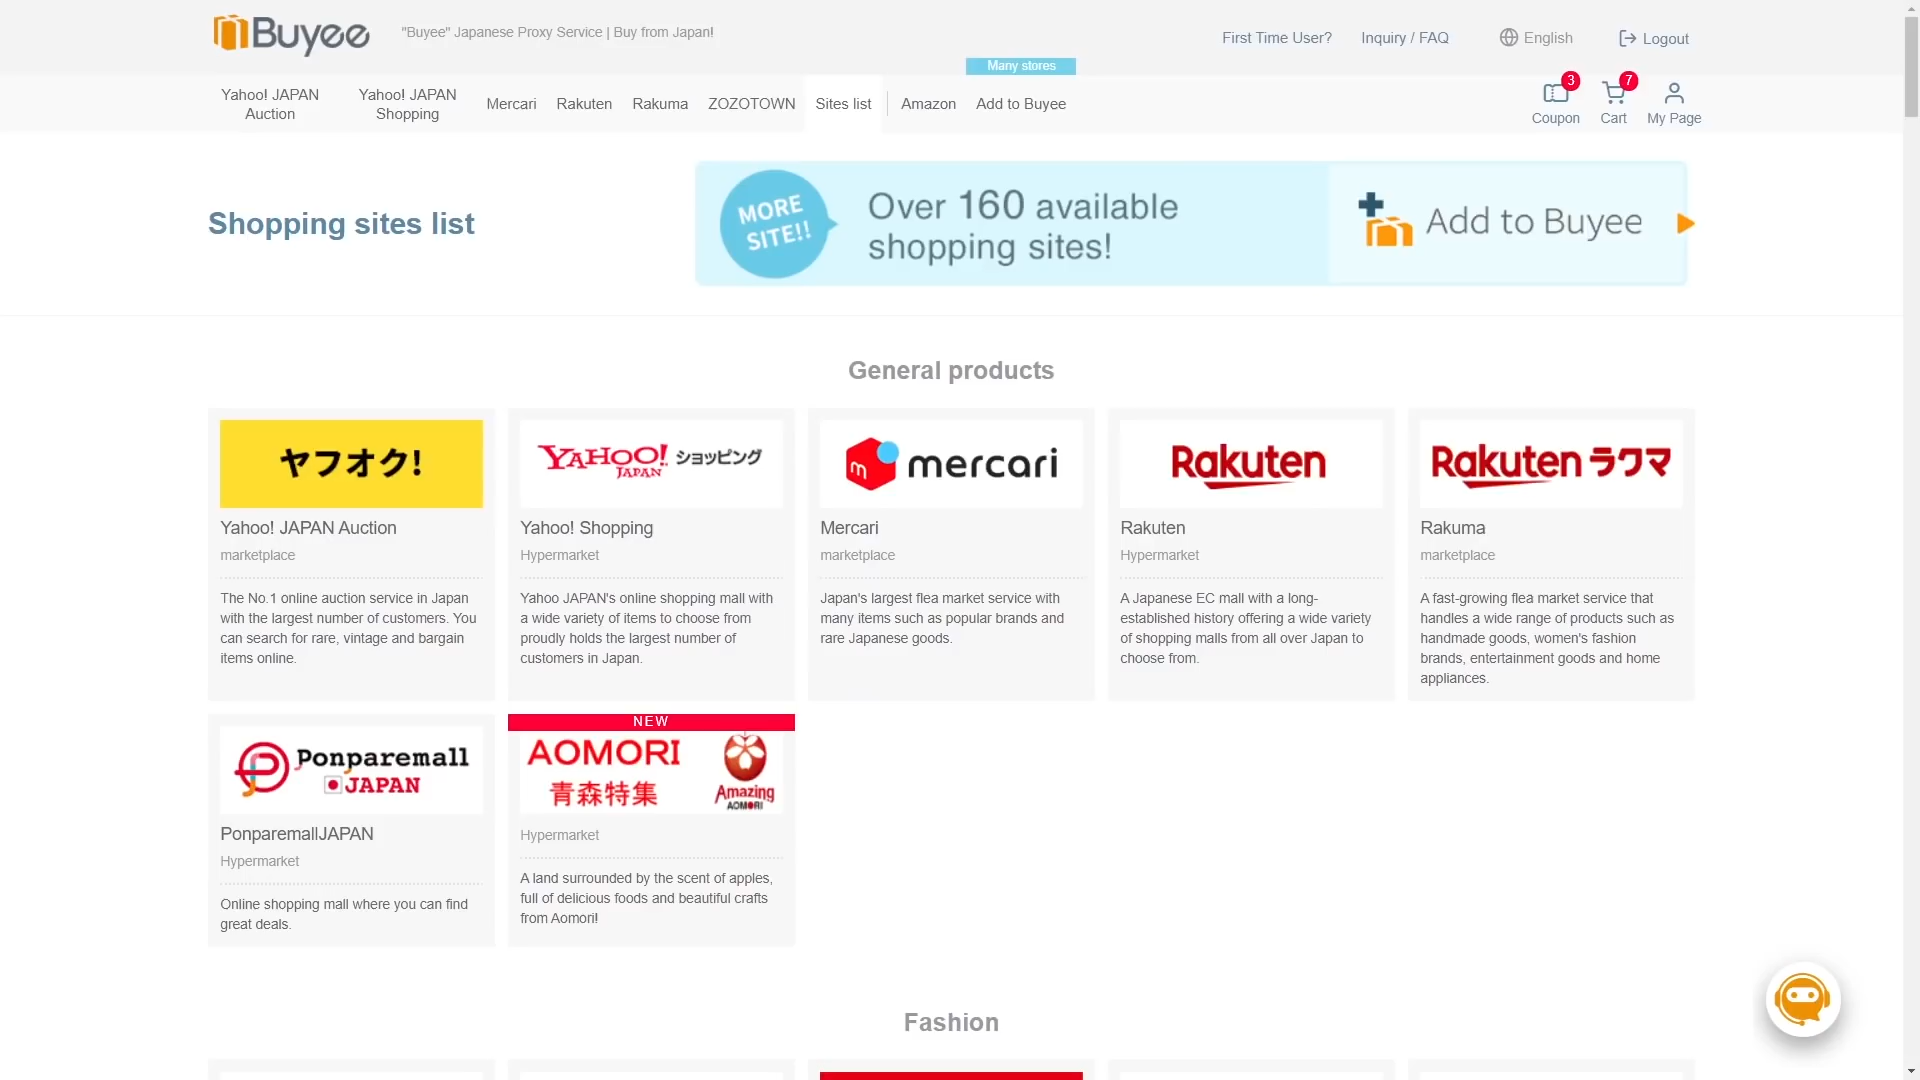 Buyee
"Buyee" Japanese Proxy Service | Buy from Japan!
First Time User?
Inquiry / FAQ
English
Logout
Many stores
Yahoo! JAPAN
Auction
Yahoo! JAPAN
Shopping
Mercari
Rakuten
Rakuma
ZOZOTOWN
Sites list
Amazon
Add to Buyee
3
Coupon
7
Cart
My Page
Shopping sites list
MORE
SITE!!
Over 160 available
shopping sites!
Add to Buyee
General products
ヤフオク!
Yahoo! JAPAN Auction
marketplace
The No.1 online auction service in Japan
with the largest number of customers. You
can search for rare, vintage and bargain
items online.
YAHOO! JAPAN ショッピング
Yahoo! Shopping
Hypermarket
Yahoo JAPAN's online shopping mall with
a wide variety of items to choose from
proudly holds the largest number of
customers in Japan.
m mercari
Mercari
marketplace
Japan's largest flea market service with
many items such as popular brands and
rare Japanese goods.
Rakuten
Rakuten
Hypermarket
A Japanese EC mall with a long-
established history offering a wide variety
of shopping malls from all over Japan to
choose from.
Rakuten ラクマ
Rakuma
marketplace
A fast-growing flea market service that
handles a wide range of products such as
handmade goods, women's fashion
brands, entertainment goods and home
appliances.
Ponparemall
JAPAN
PonparemallJAPAN
Hypermarket
Online shopping mall where you can find
great deals.
NEW
AOMORI
青森特集
Amazing
AOMORI
Hypermarket
A land surrounded by the scent of apples,
full of delicious foods and beautiful crafts
from Aomori!
Fashion